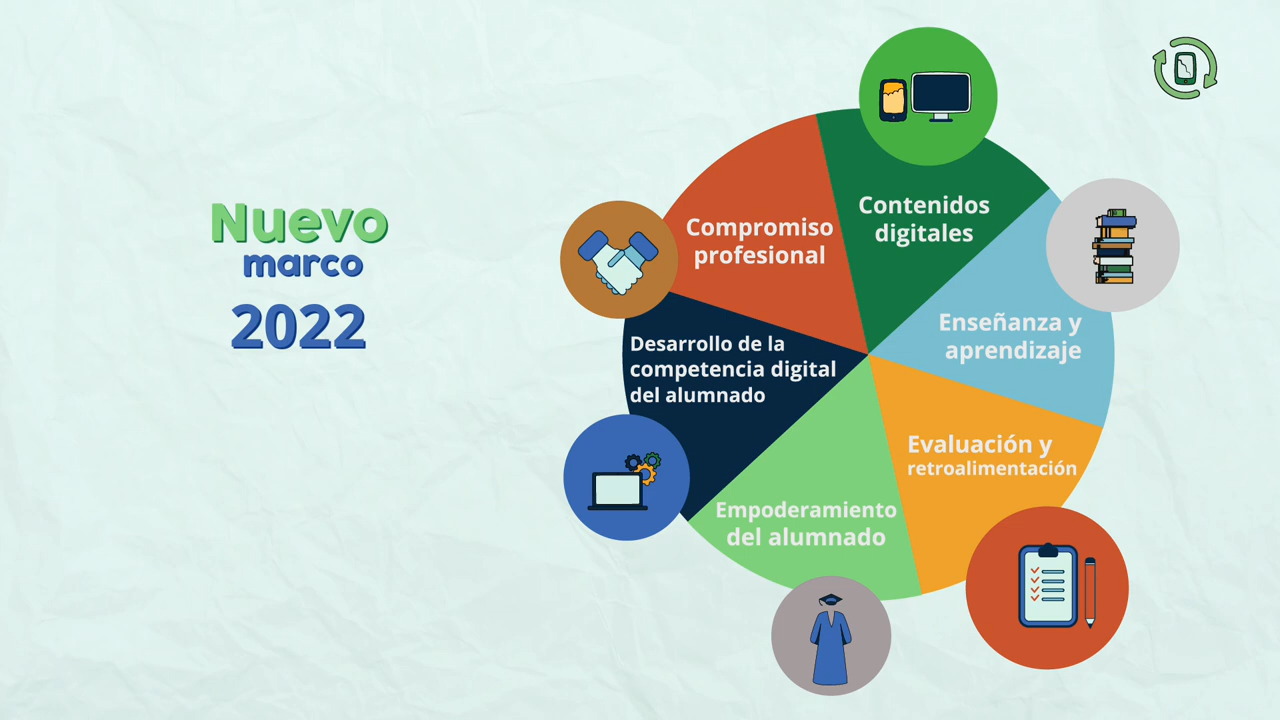 Nuevo
marco
2022
Compromiso
profesional
Contenidos
digitales
Enseñanza y
aprendizaje
Evaluación y
retroalimentación
Empoderamiento
del alumnado
Desarrollo de la
competencia digital
del alumnado